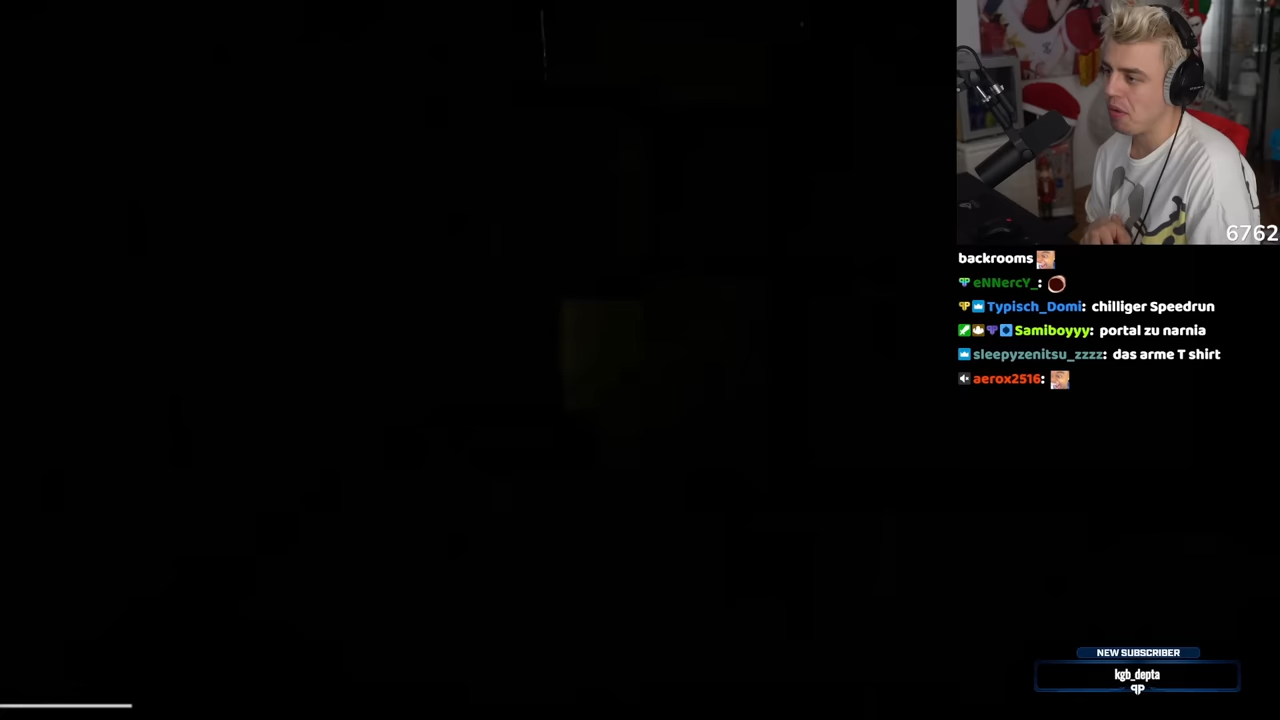 6762
backrooms
eNNercY_:
Typisch_Domi: chilliger Speedrun
Samiboyyy: portal zu narnia
sleepyzenitsu_zzzz: das arme T shirt
aerox2516:
NEW SUBSCRIBER
kgb_depta